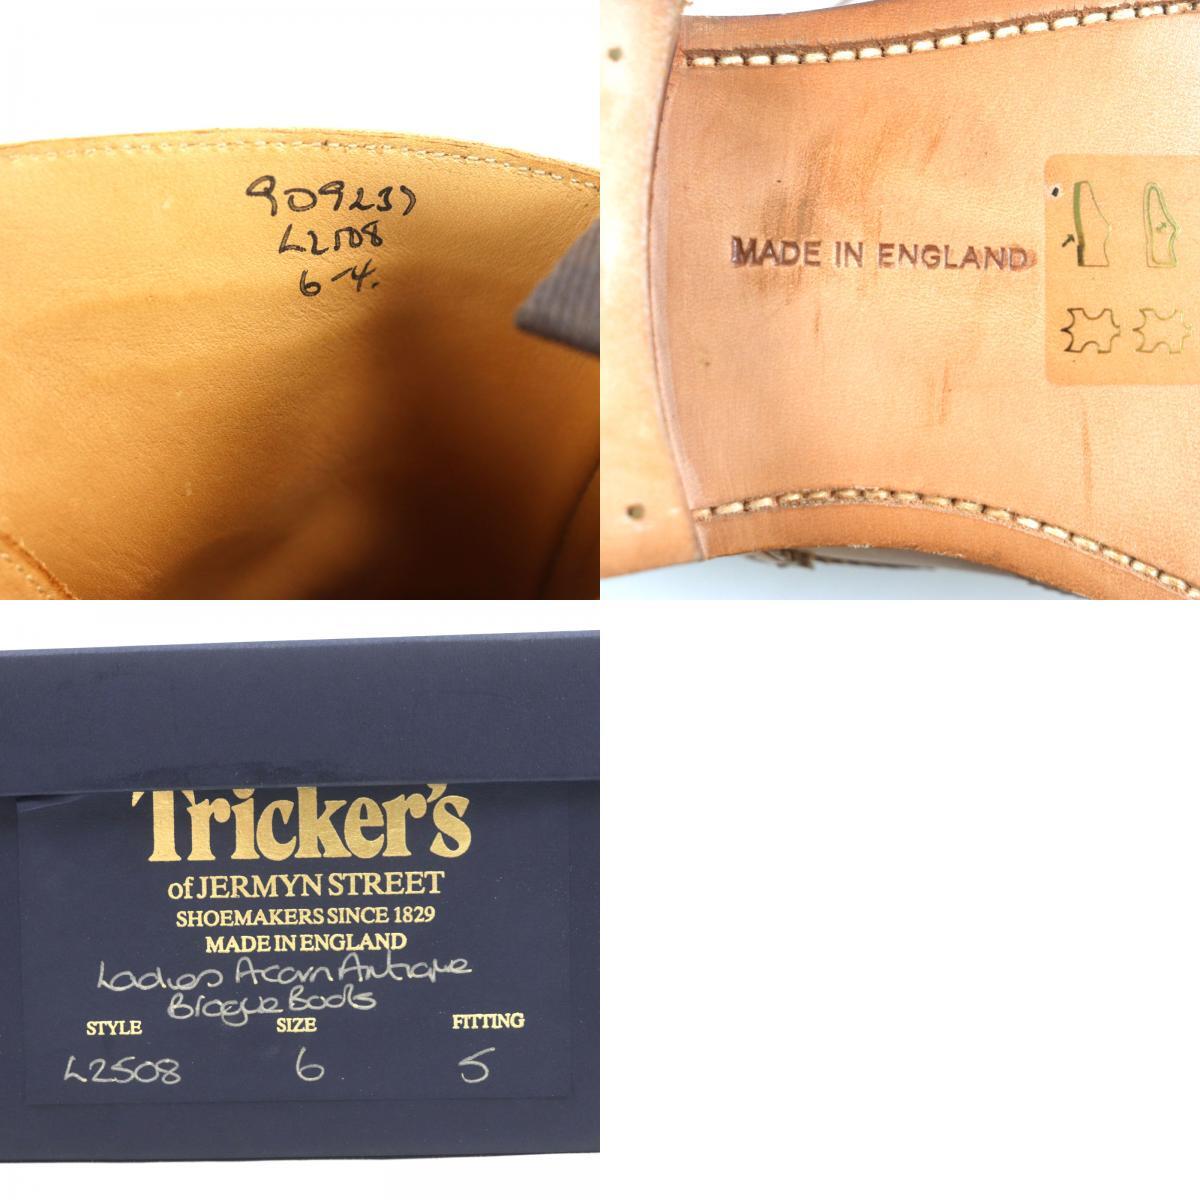 909237
L2508
6-4.
MADE IN ENGLAND
Tricker's
of JERMYN STREET
SHOEMAKERS SINCE 1829
MADE IN ENGLAND
Ladies Acorn Antique
Brogue Boots
STYLE SIZE FITTING
L2508 6 5